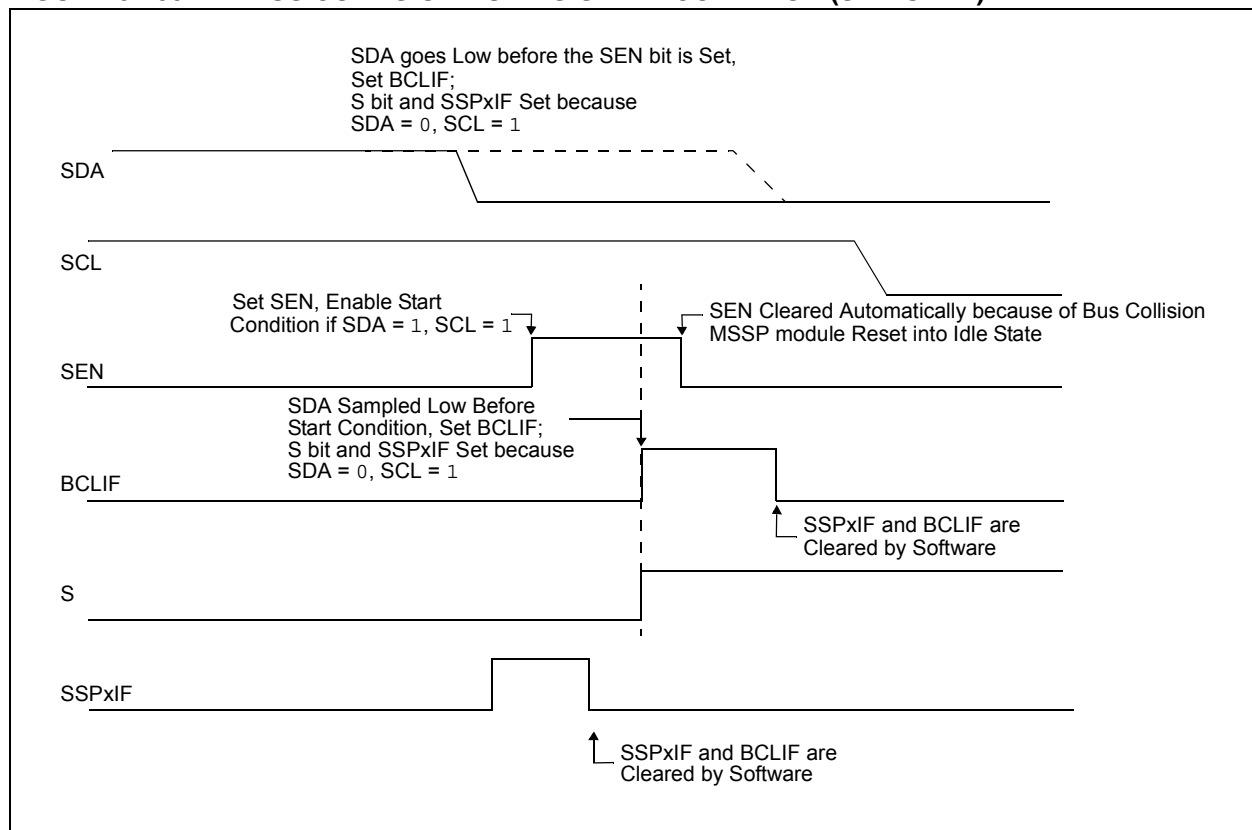 SDA goes Low before the SEN bit is Set,
Set BCLIF;
S bit and SSPxIF Set because
SDA = 0, SCL = 1
SDA
SCL
Set SEN, Enable Start
Condition if SDA = 1, SCL = 1
SEN Cleared Automatically because of Bus Collision
MSSP module Reset into Idle State
SEN
SDA Sampled Low Before
Start Condition, Set BCLIF;
S bit and SSPxIF Set because
SDA = 0, SCL = 1
BCLIF
SSPxIF and BCLIF are
Cleared by Software
S
SSPxIF
SSPxIF and BCLIF are
Cleared by Software